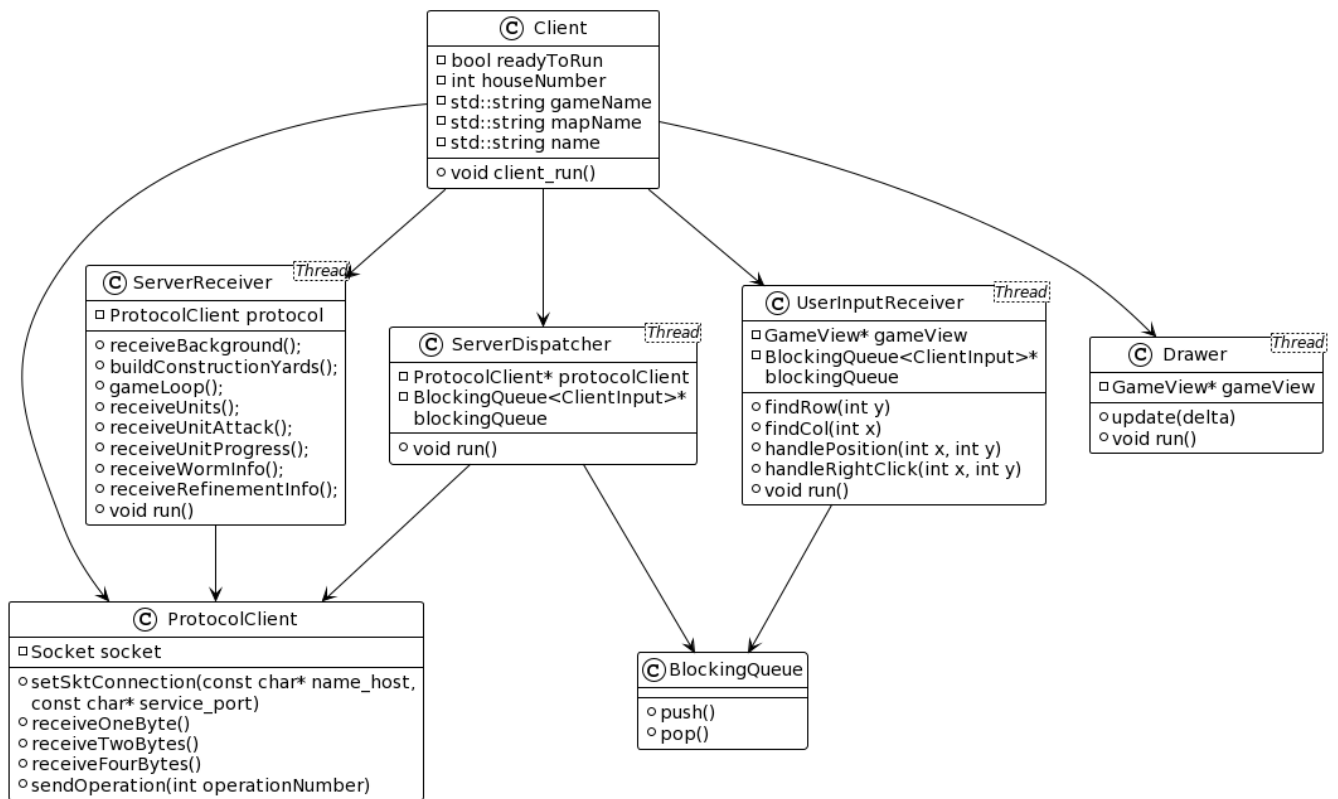 C Client
bool readyToRun
int houseNumber
std::string gameName
std::string mapName
std::string name
void client_run()
Thread
C ServerReceiver
ProtocolClient protocol
receiveBackground();
buildConstructionYards();
gameLoop();
receiveUnits();
receiveUnitAttack();
receiveUnitProgress();
receiveWormInfo();
receiveRefinementInfo();
void run()
Thread
C ServerDispatcher
ProtocolClient* protocolClient
BlockingQueue<ClientInput>*
blockingQueue
void run()
Thread
C UserInputReceiver
GameView* gameView
BlockingQueue<ClientInput>*
blockingQueue
findRow(int y)
findCol(int x)
handlePosition(int x, int y)
handleRightClick(int x, int y)
void run()
Thread
C Drawer
GameView* gameView
update(delta)
void run()
C ProtocolClient
Socket socket
setSktConnection(const char* name_host,
const char* service_port)
receiveOneByte()
receiveTwoBytes()
receiveFourBytes()
sendOperation(int operationNumber)
C BlockingQueue
push()
pop()